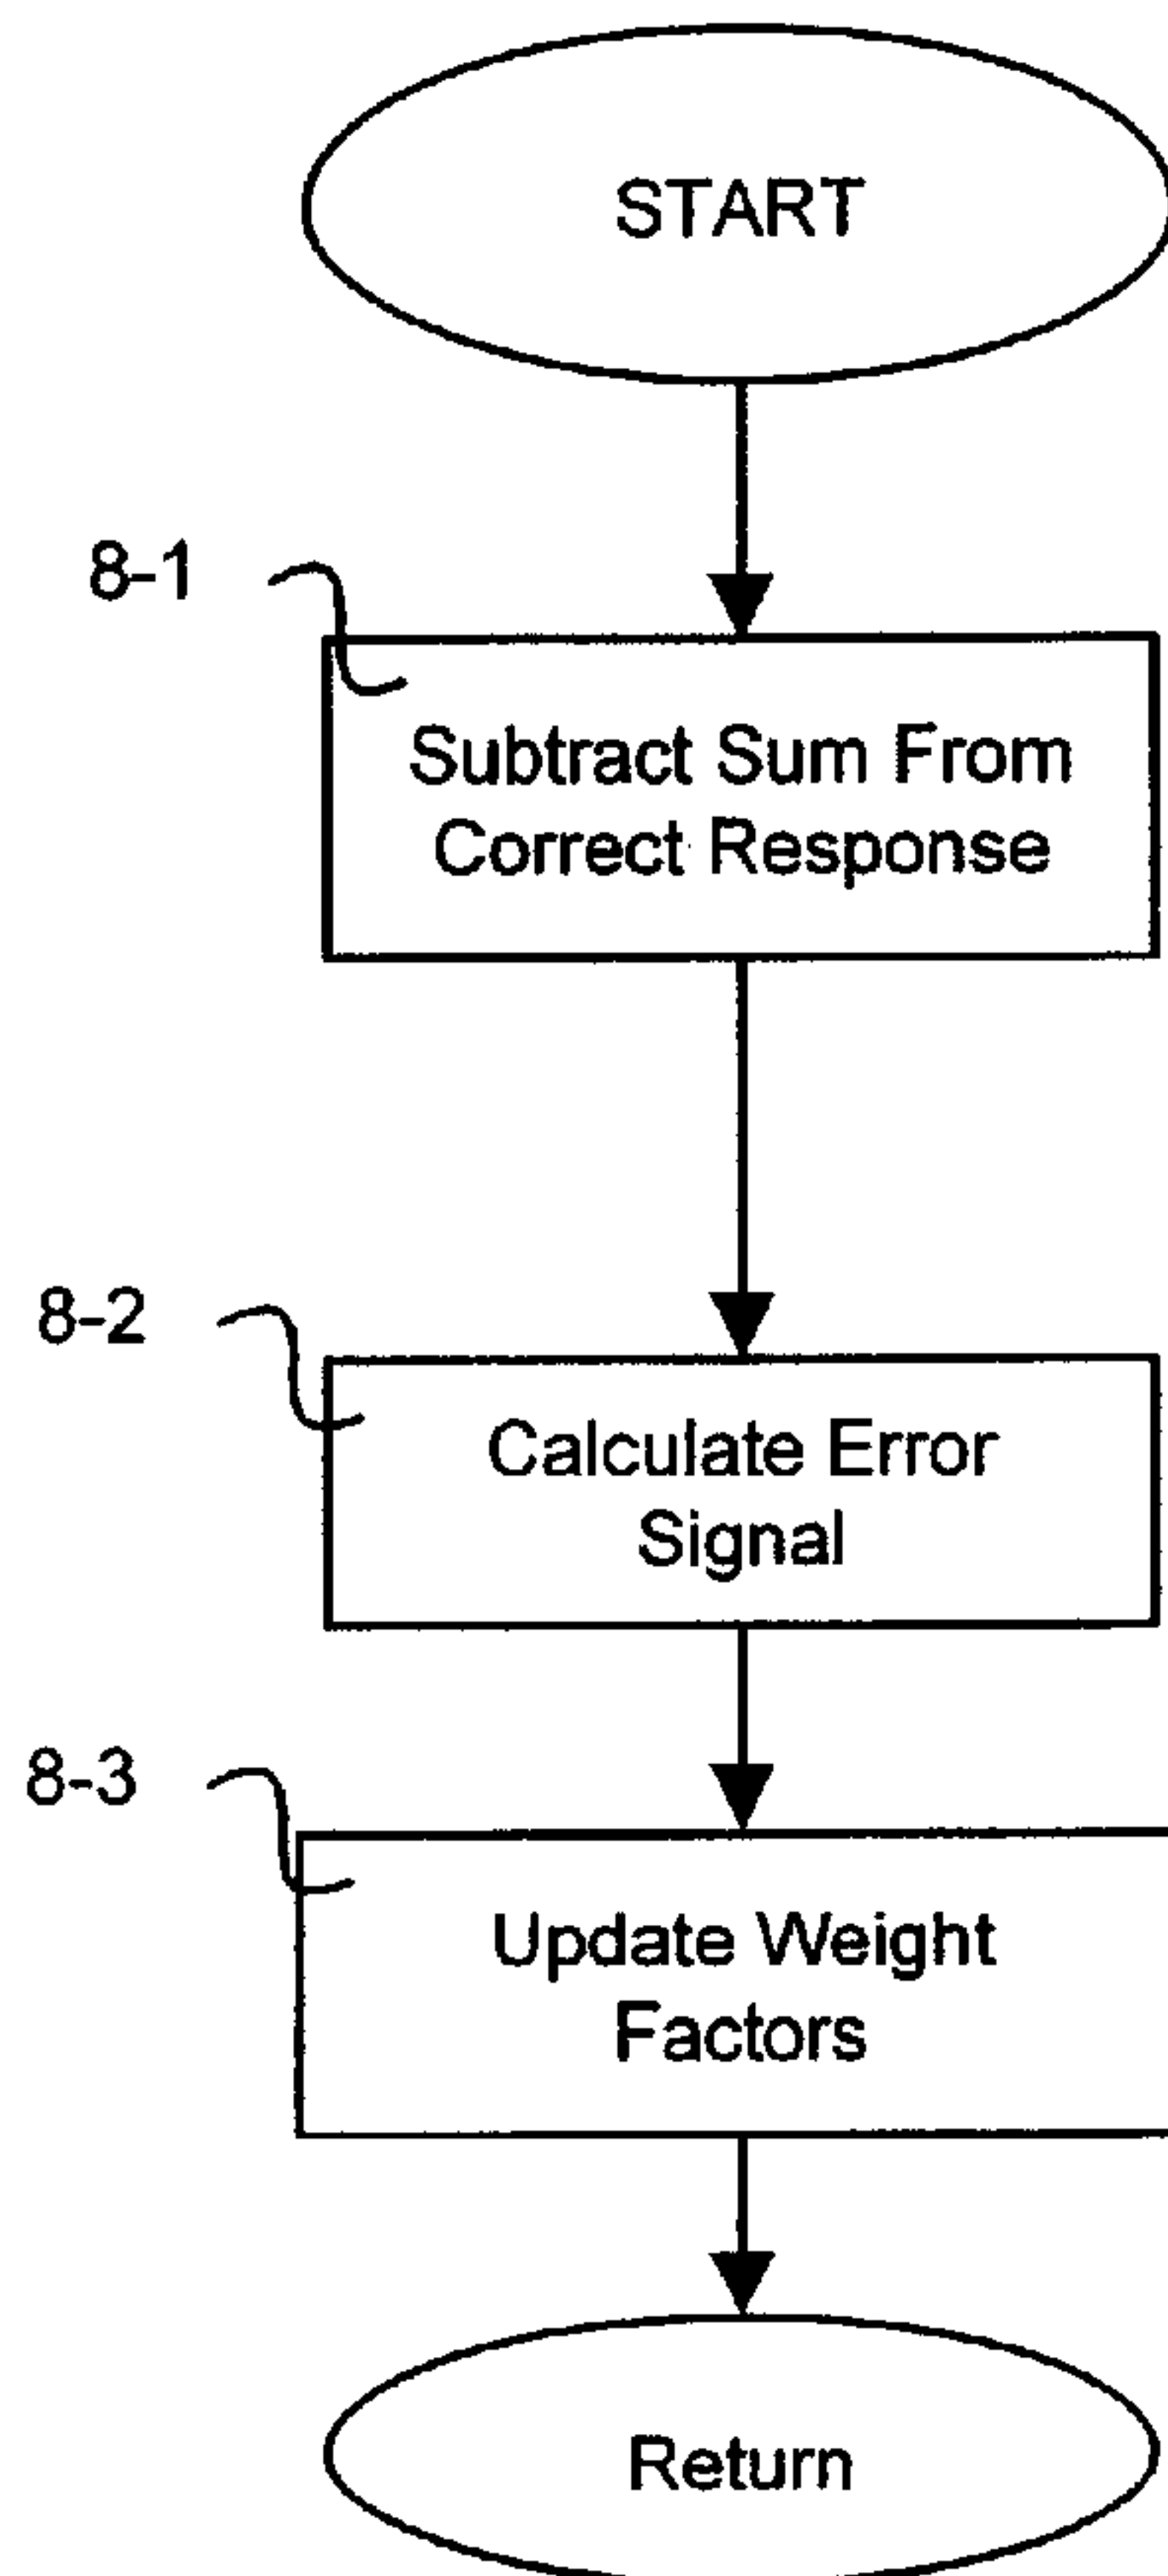 START
8-1
Subtract Sum From
Correct Response
8-2
Calculate Error
Signal
8-3
Update Weight
Factors
Return